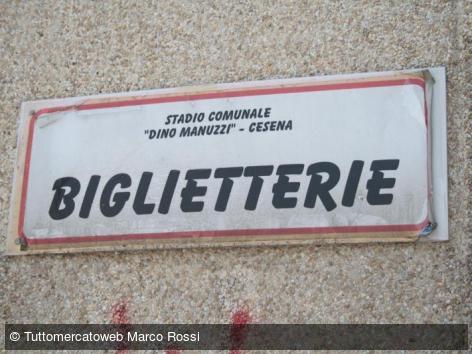 STADIO COMUNALE
"DINO MANUZZI" - CESENA
BIGLIETTERIE
© Tuttomercatoweb Marco Rossi